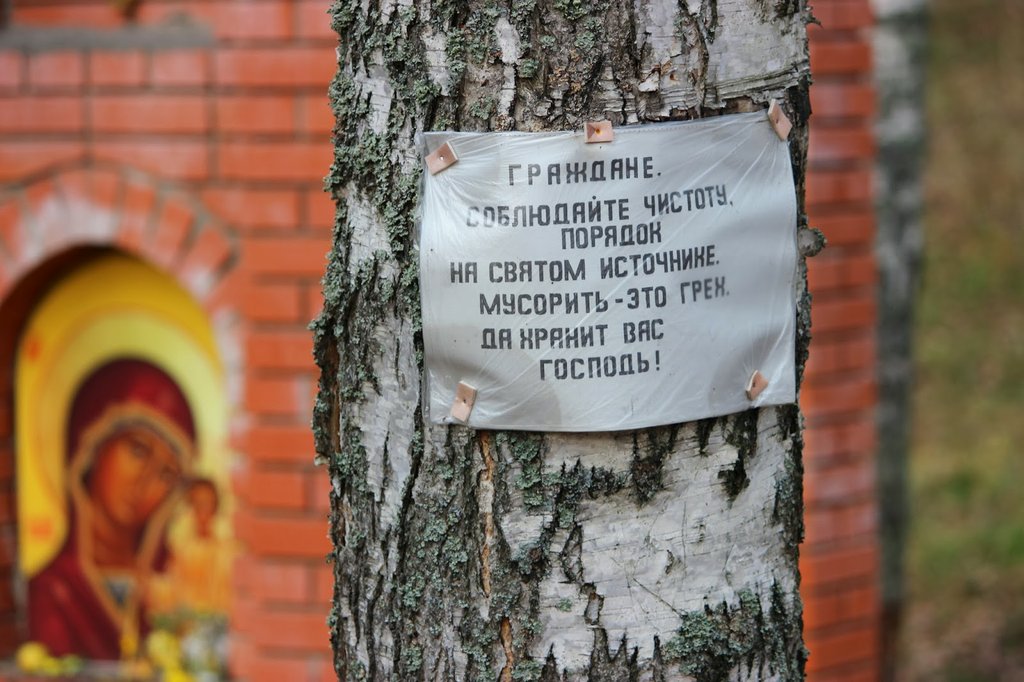 ГРАЖДАНЕ.
СОБЛЮДАЙТЕ ЧИСТОТУ,
ПОРЯДОК
НА СВЯТОМ ИСТОЧНИКЕ.
МУСОРИТЬ-ЭТО ГРЕХ.
ДА ХРАНИТ ВАС
ГОСПОДЬ!